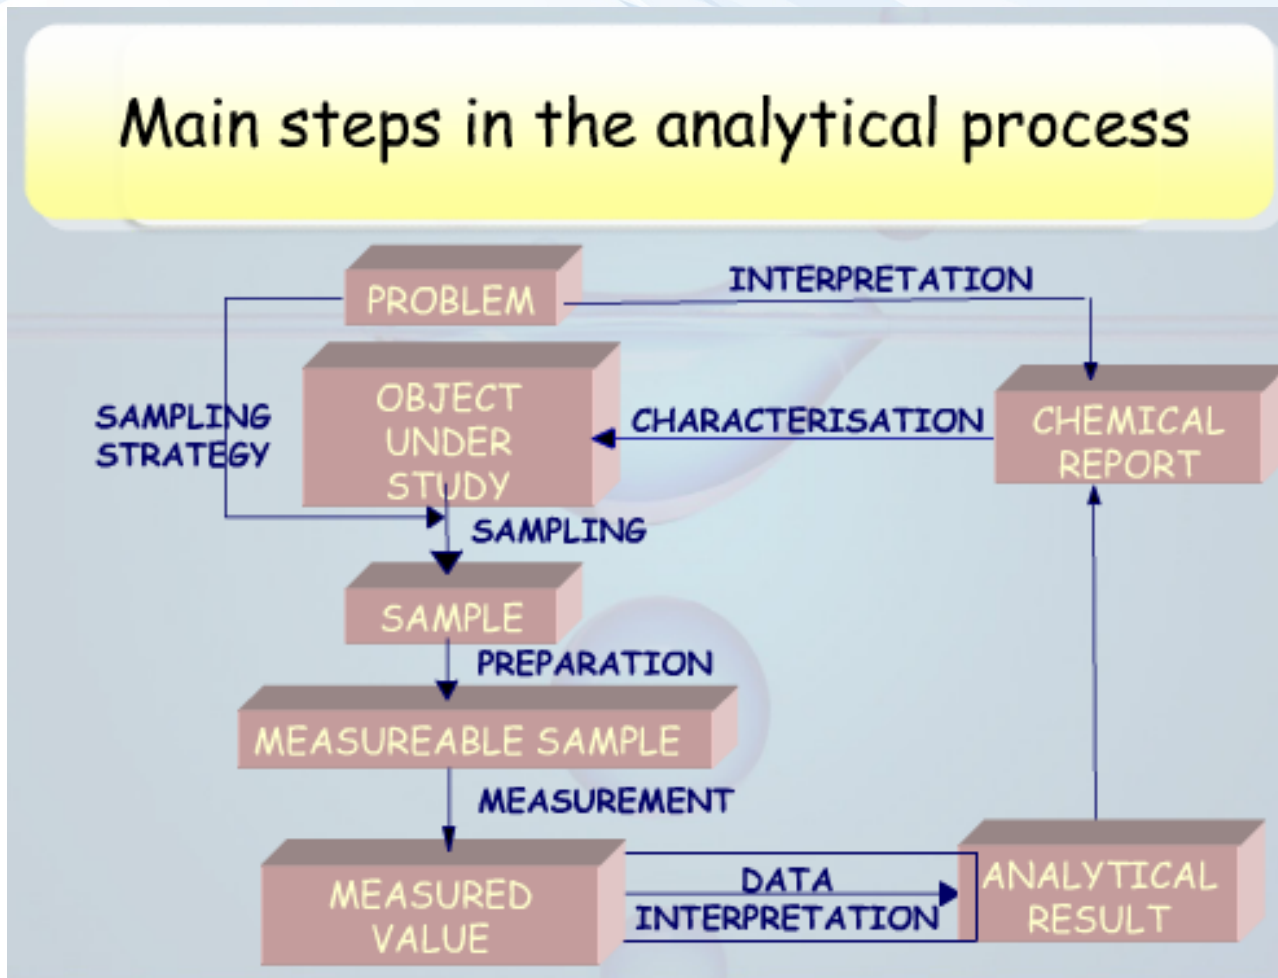 Main steps in the analytical process
PROBLEM
INTERPRETATION
OBJECT
UNDER
STUDY
SAMPLING
STRATEGY
CHARACTERISATION
CHEMICAL
REPORT
SAMPLING
SAMPLE
PREPARATION
MEASUREABLE SAMPLE
MEASUREMENT
MEASURED
VALUE
DATA
INTERPRETATION
ANALYTICAL
RESULT